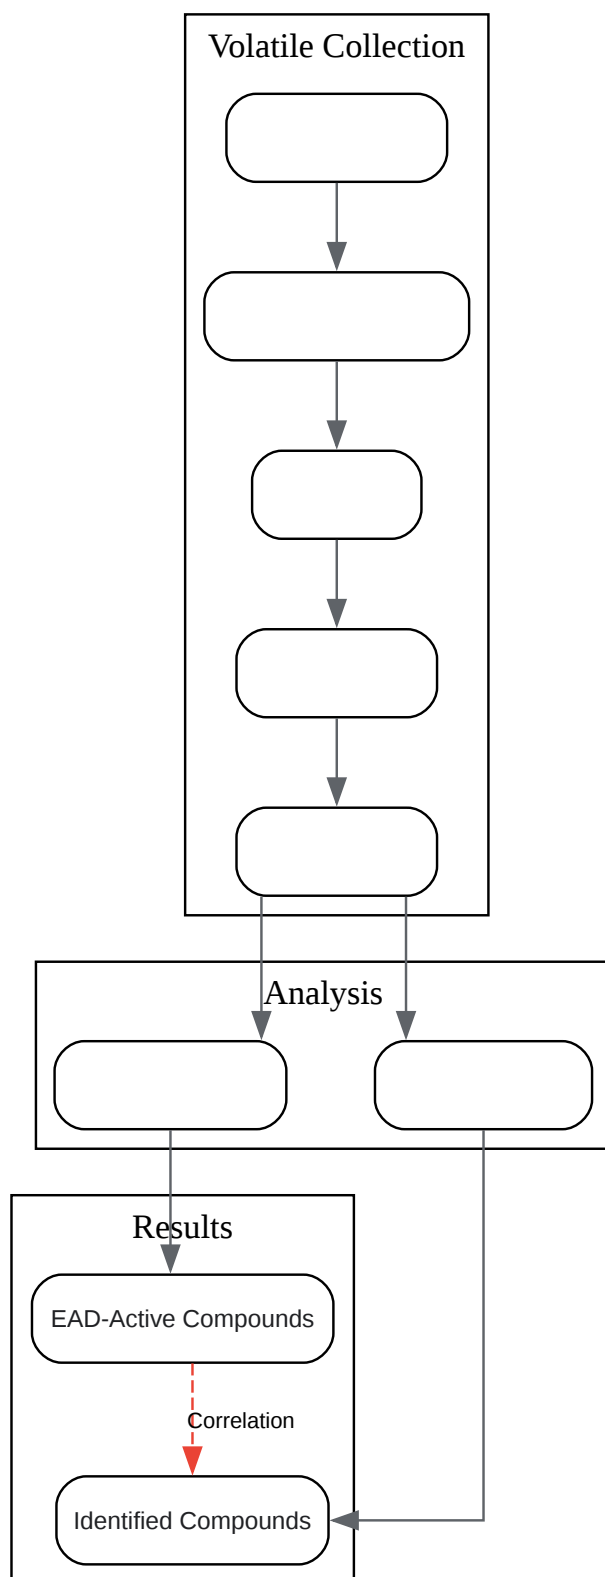 Volatile Collection
Analysis
Results
EAD-Active Compounds
Correlation
Identified Compounds